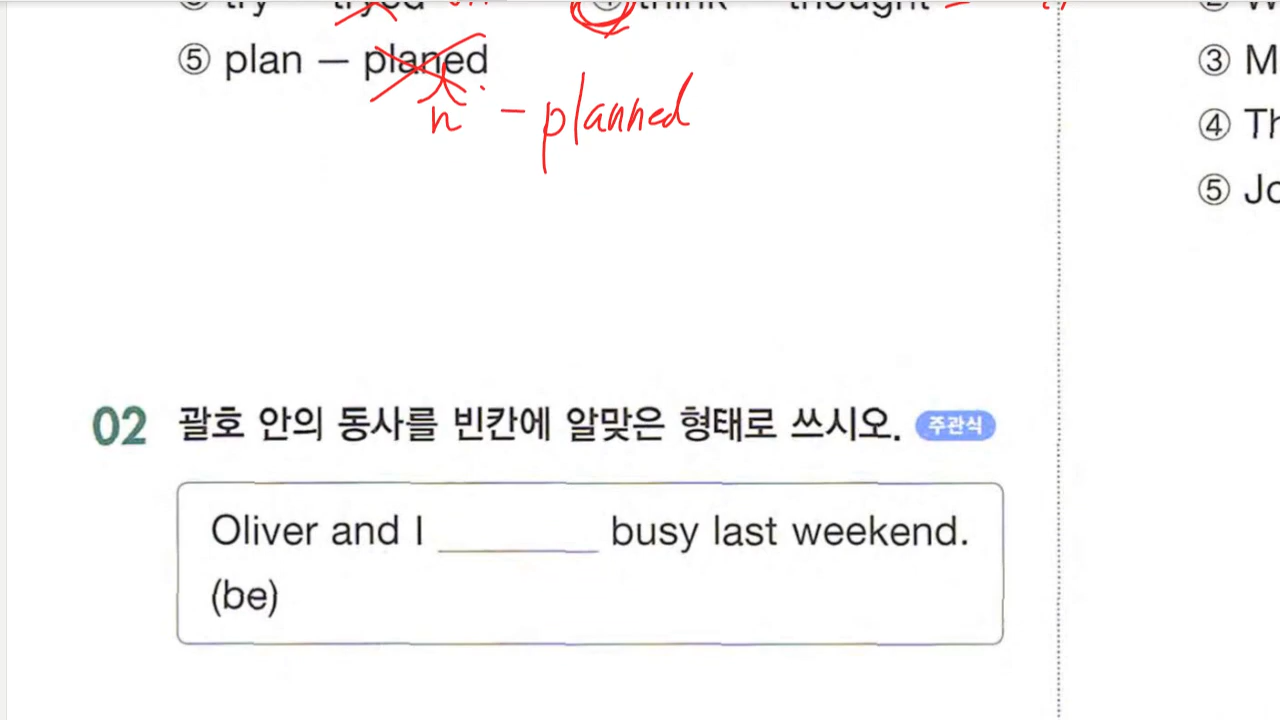 ⑤ plan – planed
n – planned
③ M
④ Th
⑤ Jo
02 괄호 안의 동사를 빈칸에 알맞은 형태로 쓰시오. 주관식
Oliver and I ________ busy last weekend.
(be)